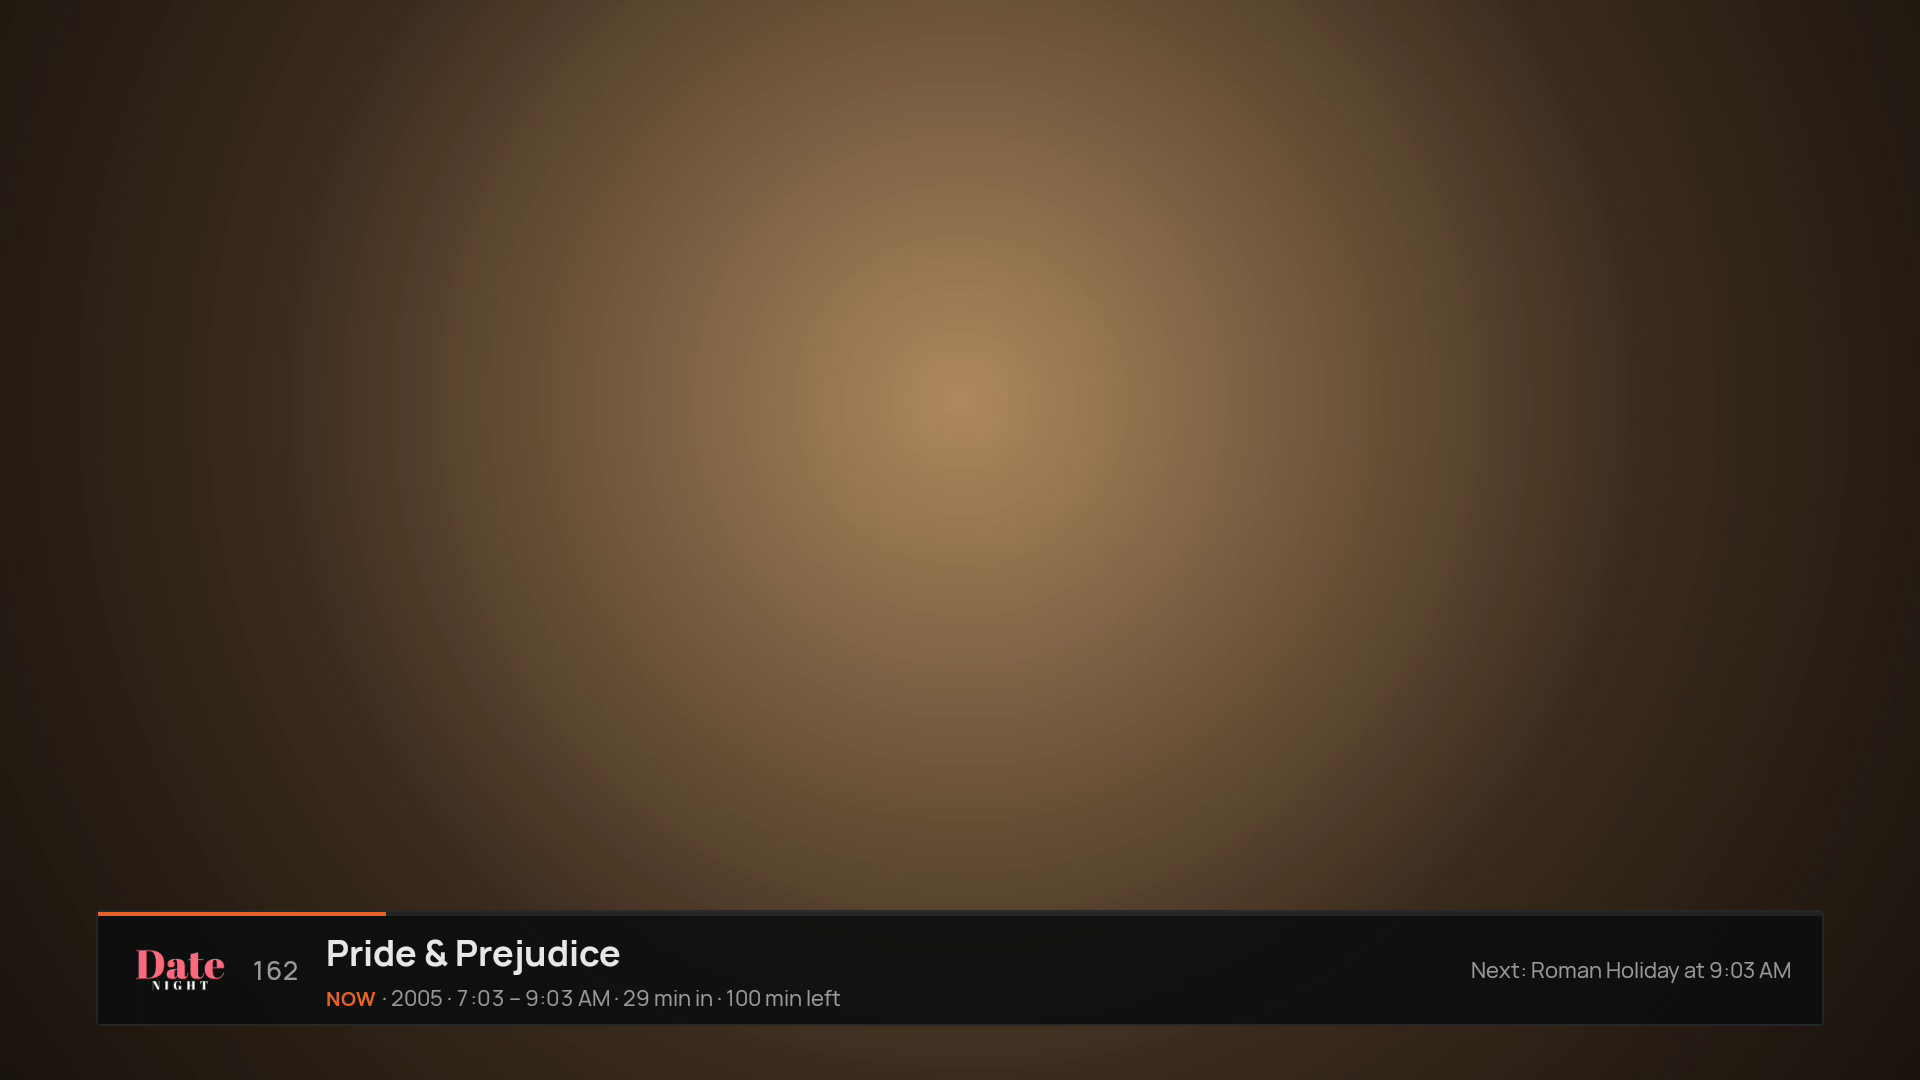 Date
NIGHT
162
Pride & Prejudice
NOW · 2005 · 7:03 – 9:03 AM · 29 min in · 100 min left
Next: Roman Holiday at 9:03 AM